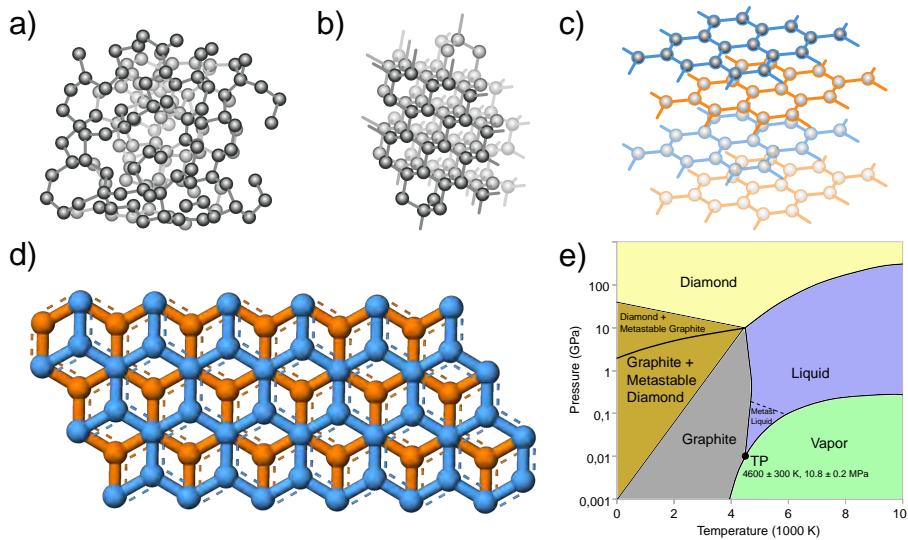 a)
b)
c)
d)
e)
Diamond
Diamond +
Metastable Graphite
Graphite +
Metastable
Diamond
Graphite
Liquid
Metast
Liquid
Vapor
TP
4600 ± 300 K, 10.8 ± 0.2 MPa
Pressure (GPa)
100
10
1
0,1
0,01
0,001
0
2
4
6
8
10
Temperature (1000 K)